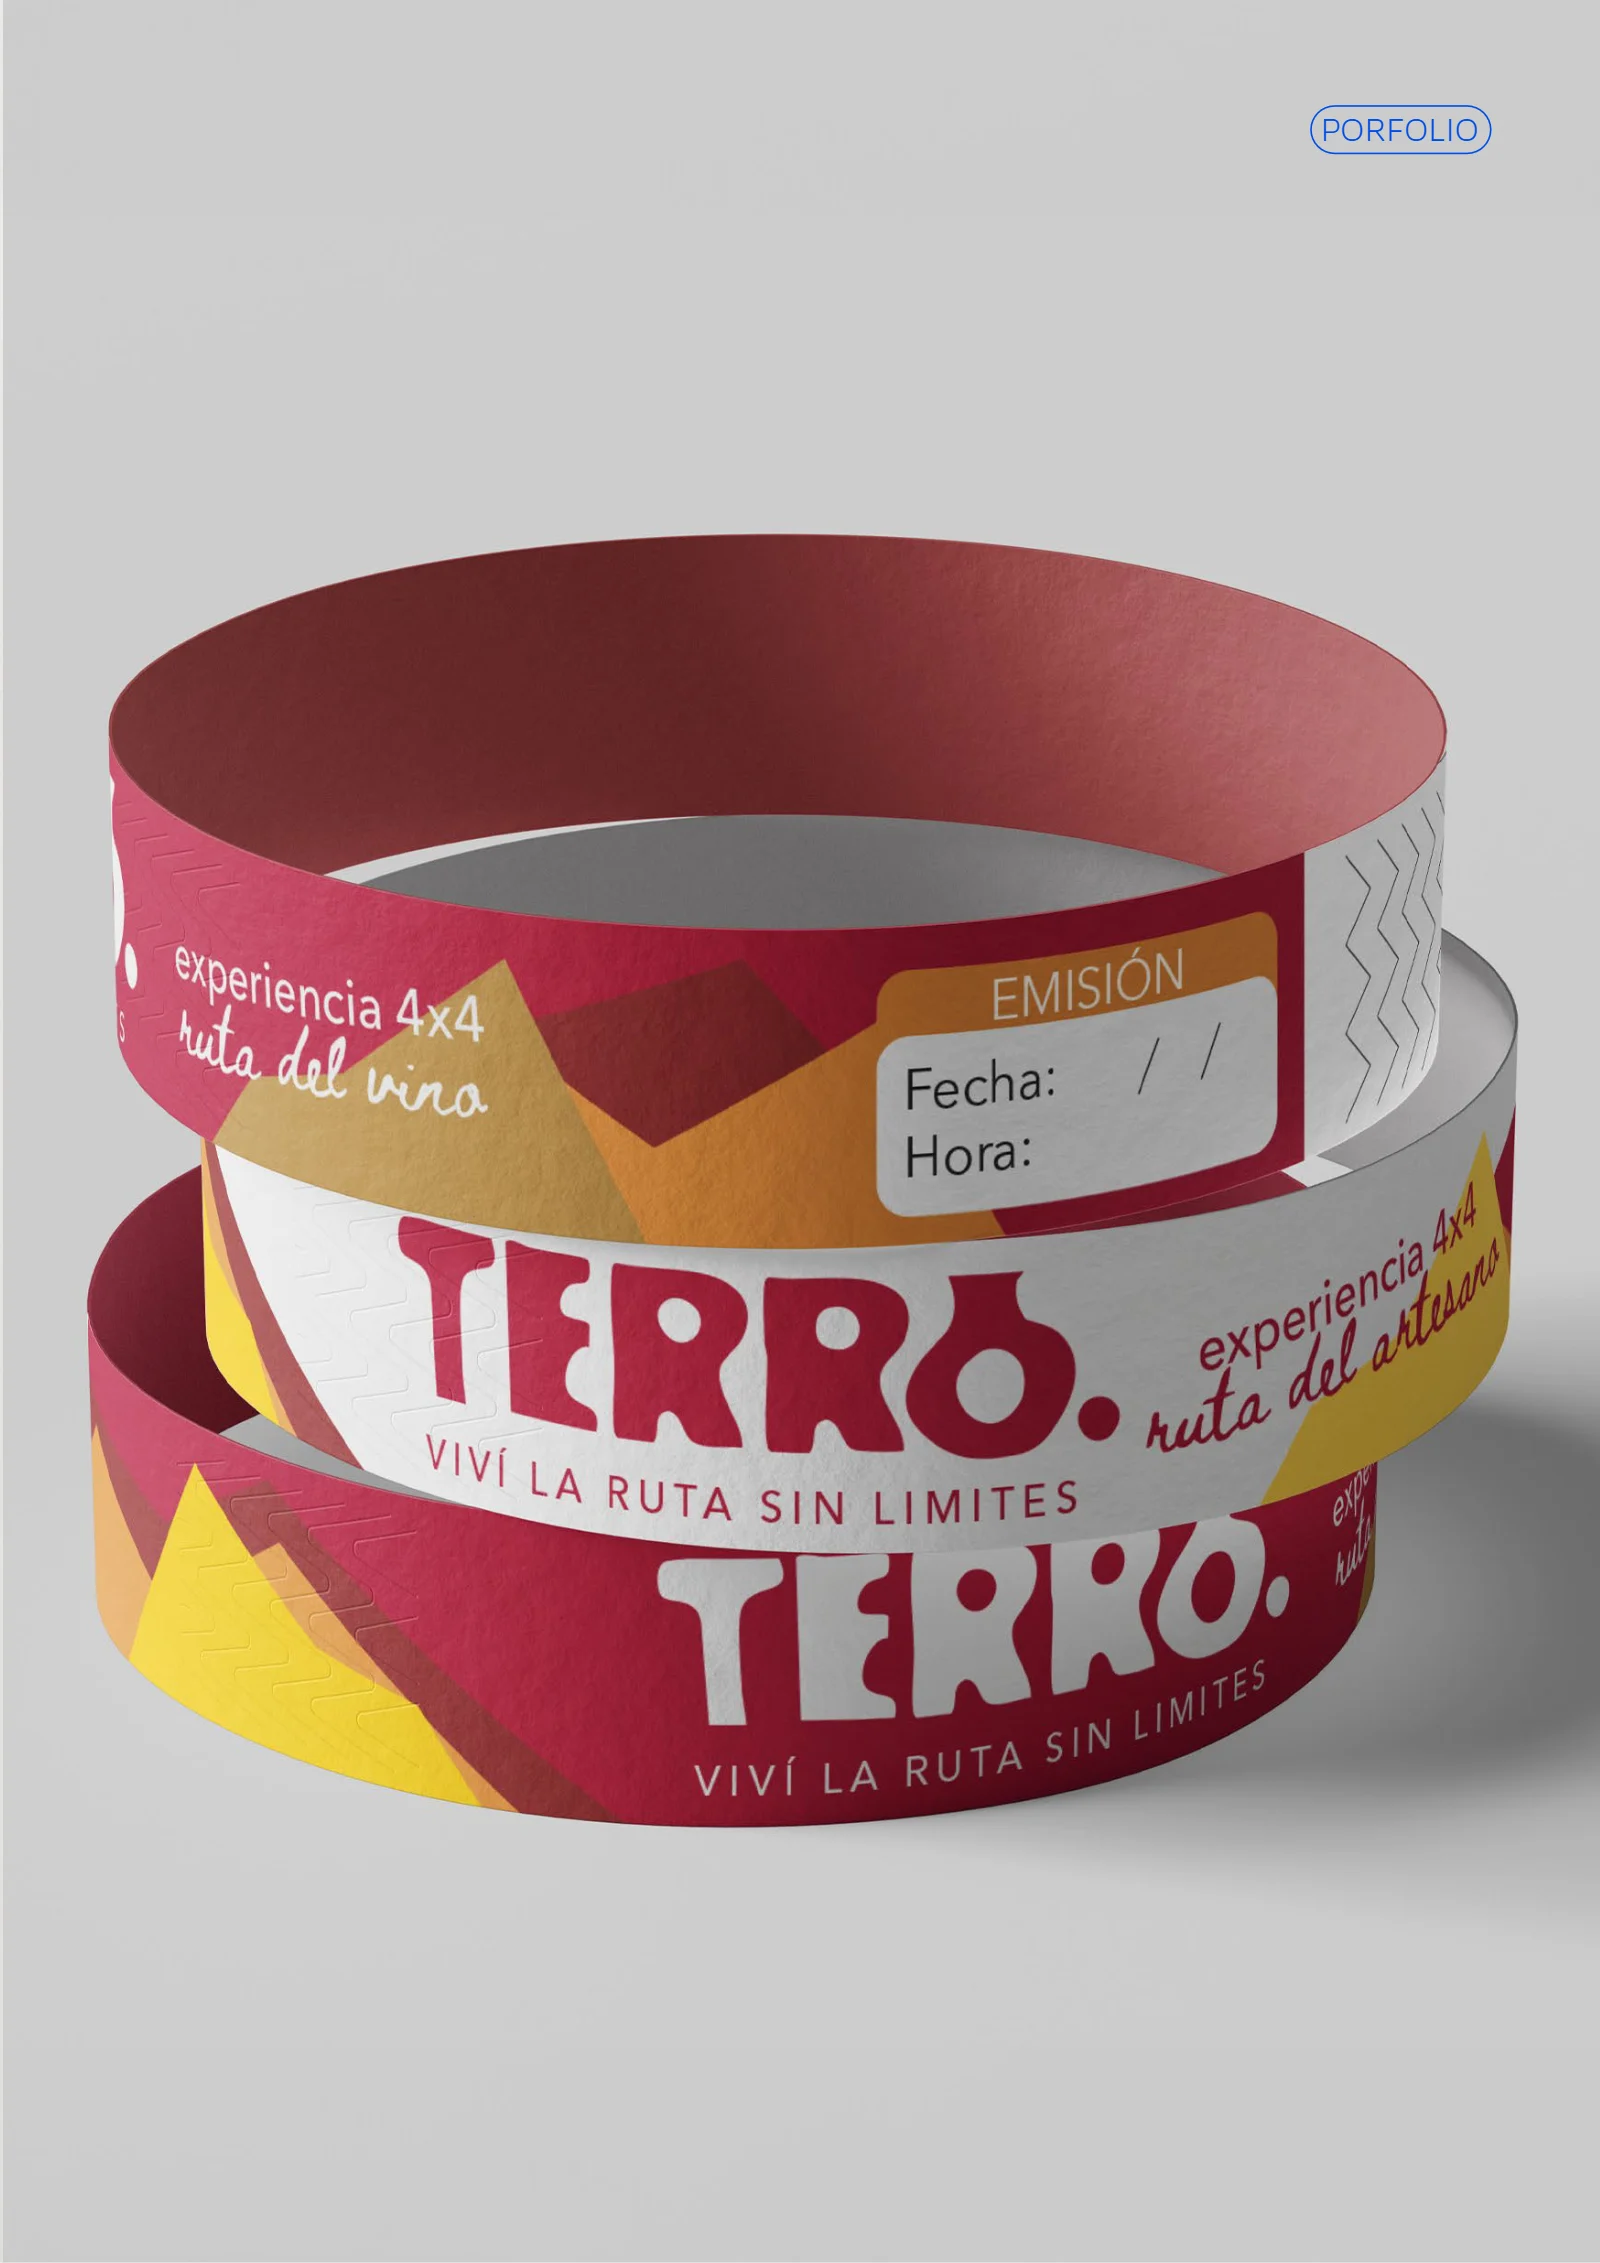 PORFOLIO
experiencia 4x4
ruta del vino
EMISIÓN
Fecha: / /
Hora:
TERRO.
VIVÍ LA RUTA SIN LIMITES
experiencia 4x4
ruta del artesano
TERRO.
VIVÍ LA RUTA SIN LIMITES
ruta